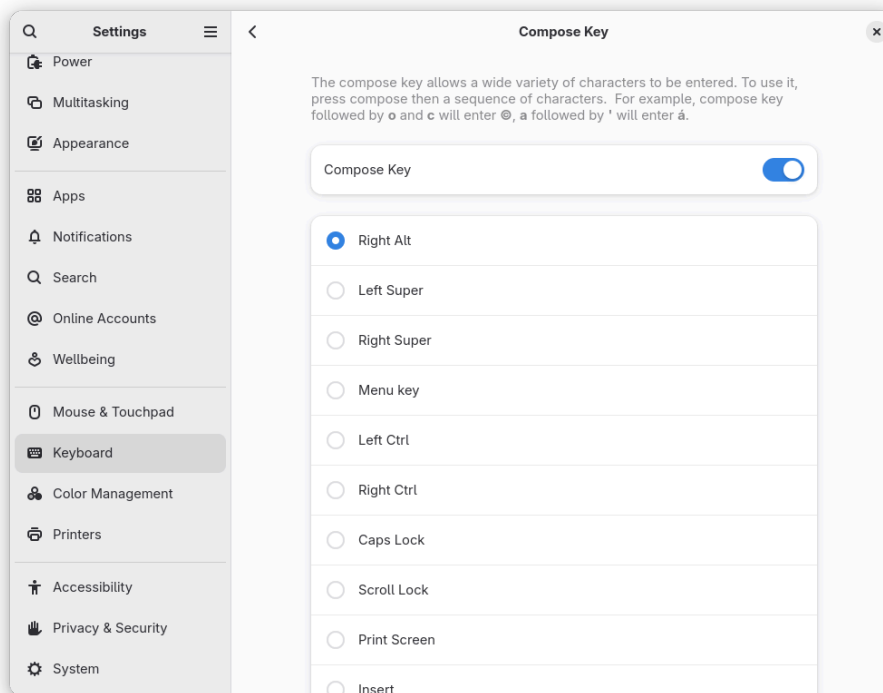 Settings
Power
Multitasking
Appearance
Apps
Notifications
Search
Online Accounts
Wellbeing
Mouse & Touchpad
Keyboard
Color Management
Printers
Accessibility
Privacy & Security
System
Compose Key
The compose key allows a wide variety of characters to be entered. To use it,
press compose then a sequence of characters.  For example, compose key
followed by o and c will enter ©, a followed by ' will enter á.
Compose Key
Right Alt
Left Super
Right Super
Menu key
Left Ctrl
Right Ctrl
Caps Lock
Scroll Lock
Print Screen
Insert